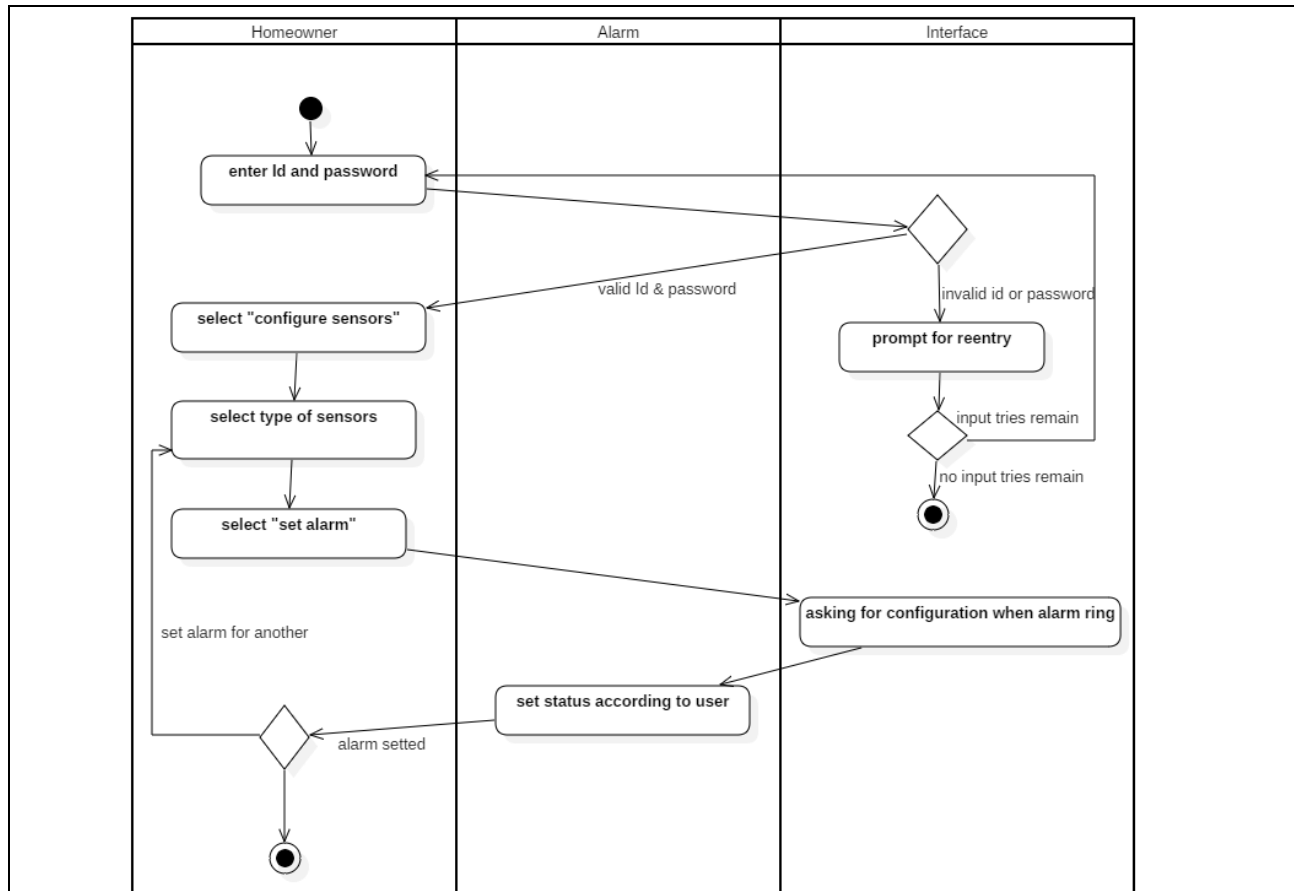 Homeowner
Alarm
Interface
enter Id and password
valid Id & password
invalid id or password
select "configure sensors"
prompt for reentry
select type of sensors
input tries remain
no input tries remain
select "set alarm"
asking for configuration when alarm ring
set alarm for another
set status according to user
alarm setted